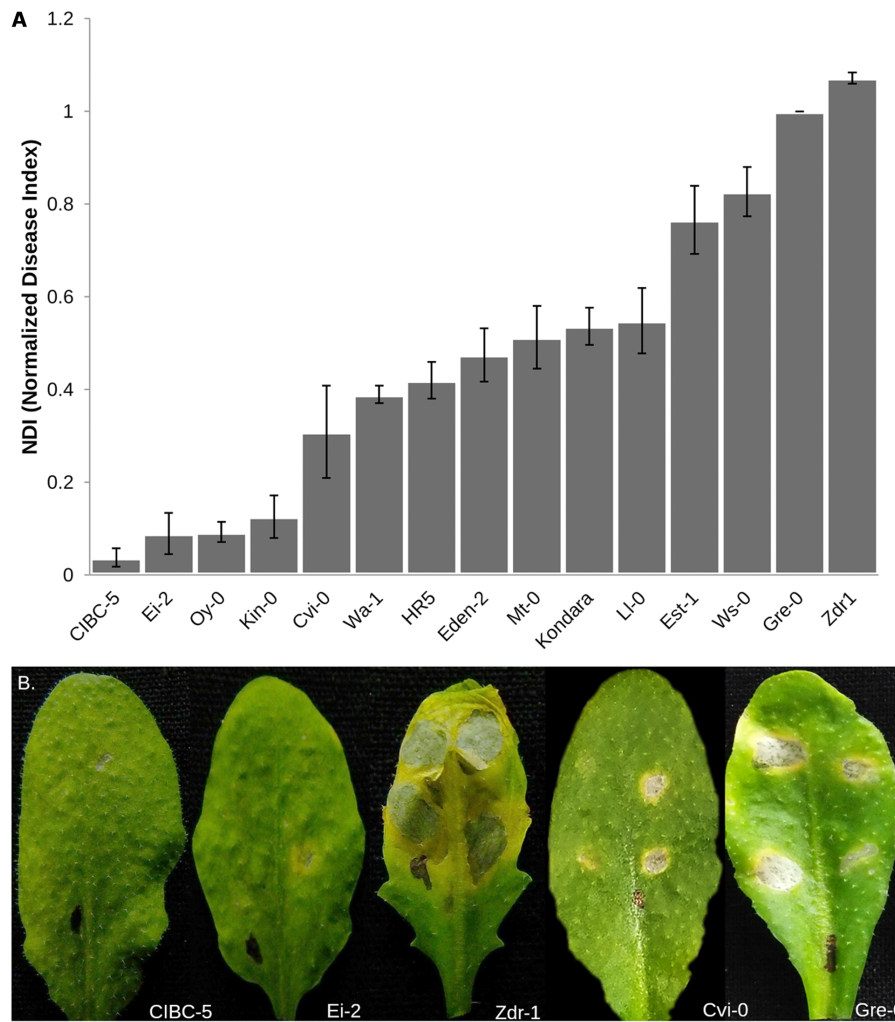 A
NDI (Normalized Disease Index)
1.2
1
0.8
0.6
0.4
0.2
0
CIBC-5
Ei-2
Oy-0
Kin-0
Cvi-0
Wa-1
HR5
Eden-2
Mt-0
Kondara
Ll-0
Est-1
Ws-0
Gre-0
Zdr1
B.
CIBC-5
Ei-2
Zdr-1
Cvi-0
Gre-